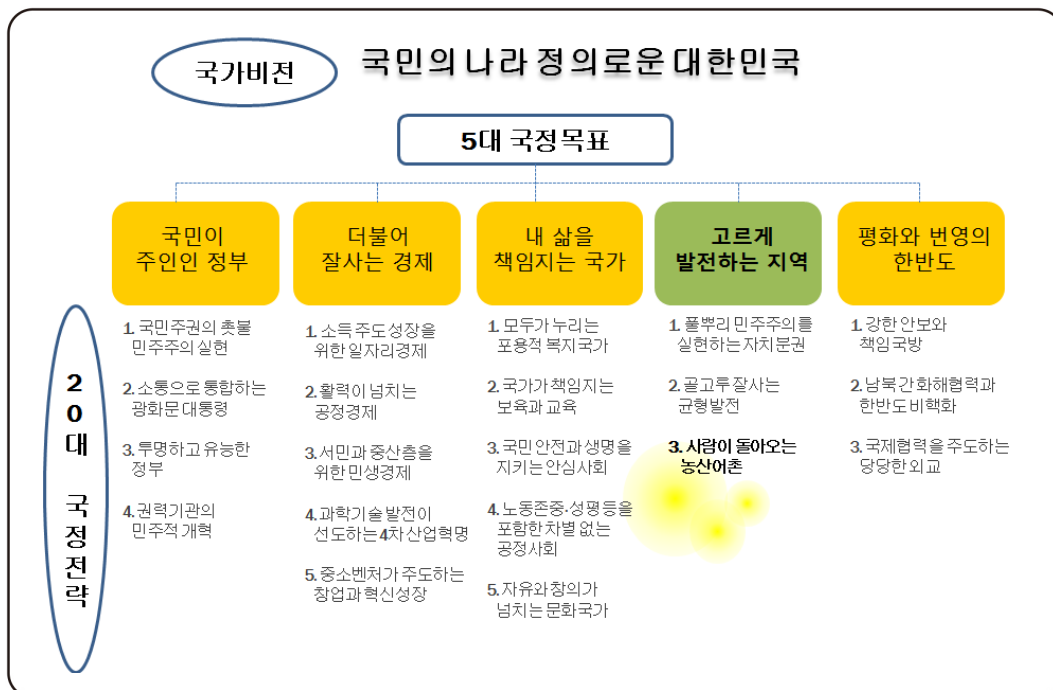 국가비전
국민의 나라 정의로운 대한민국
5대 국정목표
국민이
주인인 정부
더불어
잘사는 경제
내 삶을
책임지는 국가
고르게
발전하는 지역
평화와 번영의
한반도
20대 국정전략
1. 국민주권의 촛불
민주주의 실현
2. 소통으로 통합하는
광화문 대통령
3. 투명하고 유능한
정부
4. 권력기관의
민주적 개혁
1. 소득 주도 성장을
위한 일자리경제
2. 활력이 넘치는
공정경제
3. 서민과 중산층을
위한 민생경제
4. 과학기술 발전이
선도하는 4차 산업혁명
5. 중소벤처가 주도하는
창업과 혁신성장
1. 모두가 누리는
포용적 복지국가
2. 국가가 책임지는
보육과 교육
3. 국민 안전과 생명을
지키는 안심사회
4. 노동존중·성평등을
포함한 차별 없는
공정사회
5. 자유와 창의가
넘치는 문화국가
1. 풀뿌리 민주주의를
실현하는 자치분권
2. 골고루 잘사는
균형발전
3. 사람이 돌아오는
농산어촌
1. 강한 안보와
책임국방
2. 남북 간 화해협력과
한반도 비핵화
3. 국제협력을 주도하는
당당한 외교